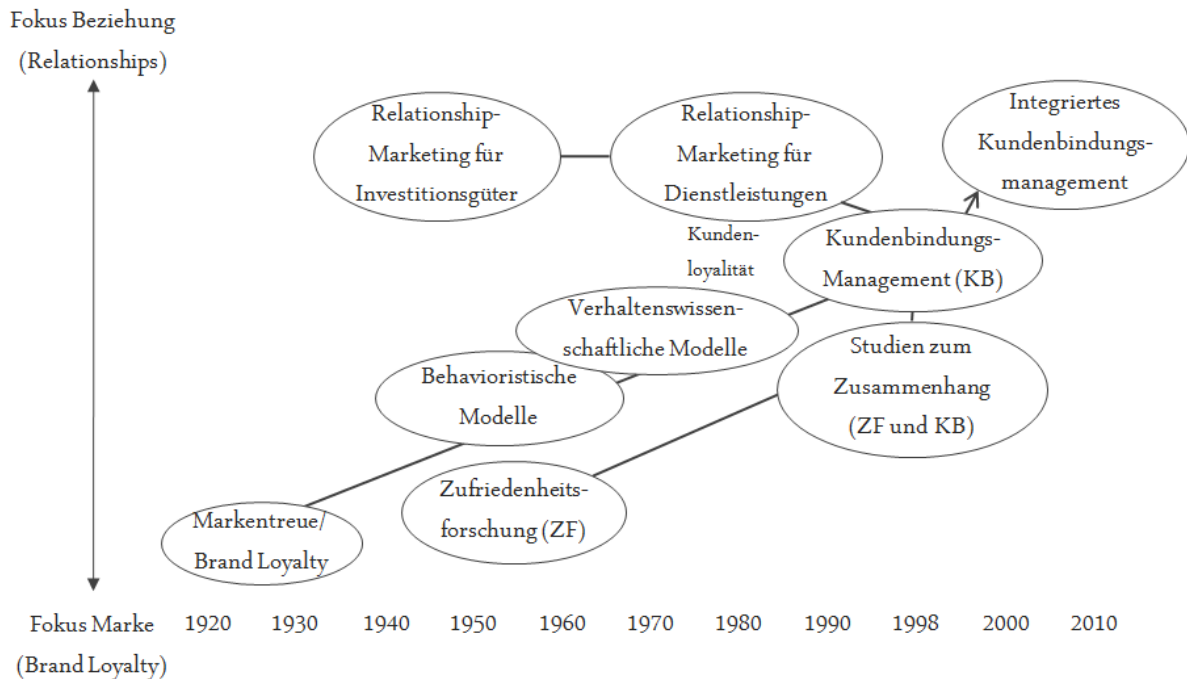 Fokus Beziehung
(Relationships)
Relationship-
Marketing für
Investitionsgüter
Relationship-
Marketing für
Dienstleistungen
Integriertes
Kundenbindungs-
management
Kunden-
loyalität
Kundenbindungs-
Management (KB)
Verhaltenswissen-
schaftliche Modelle
Behavioristische
Modelle
Studien zum
Zusammenhang
(ZF und KB)
Zufriedenheits-
forschung (ZF)
Markentreue/
Brand Loyalty
Fokus Marke
(Brand Loyalty)
1920 1930 1940 1950 1960 1970 1980 1990 1998 2000 2010